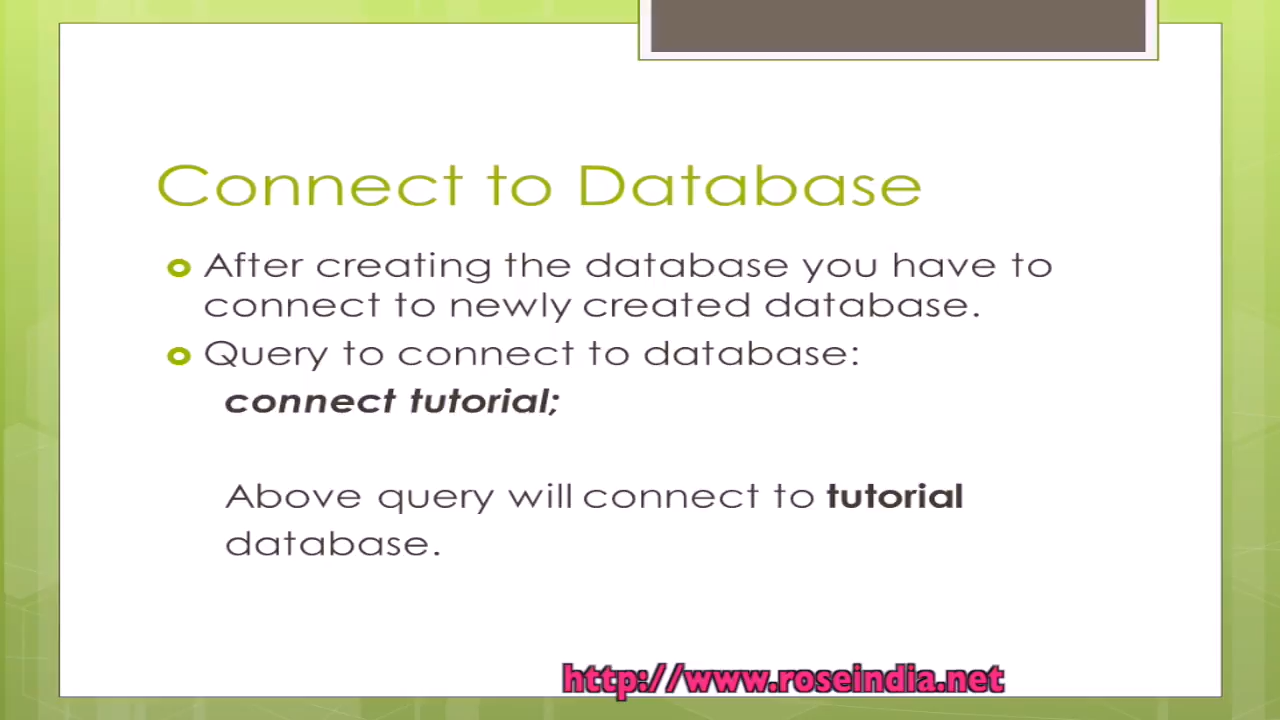 Connect to Database
After creating the database you have to
connect to newly created database.
Query to connect to database:
connect tutorial;
Above query will connect to tutorial
database.
http://www.roseindia.net